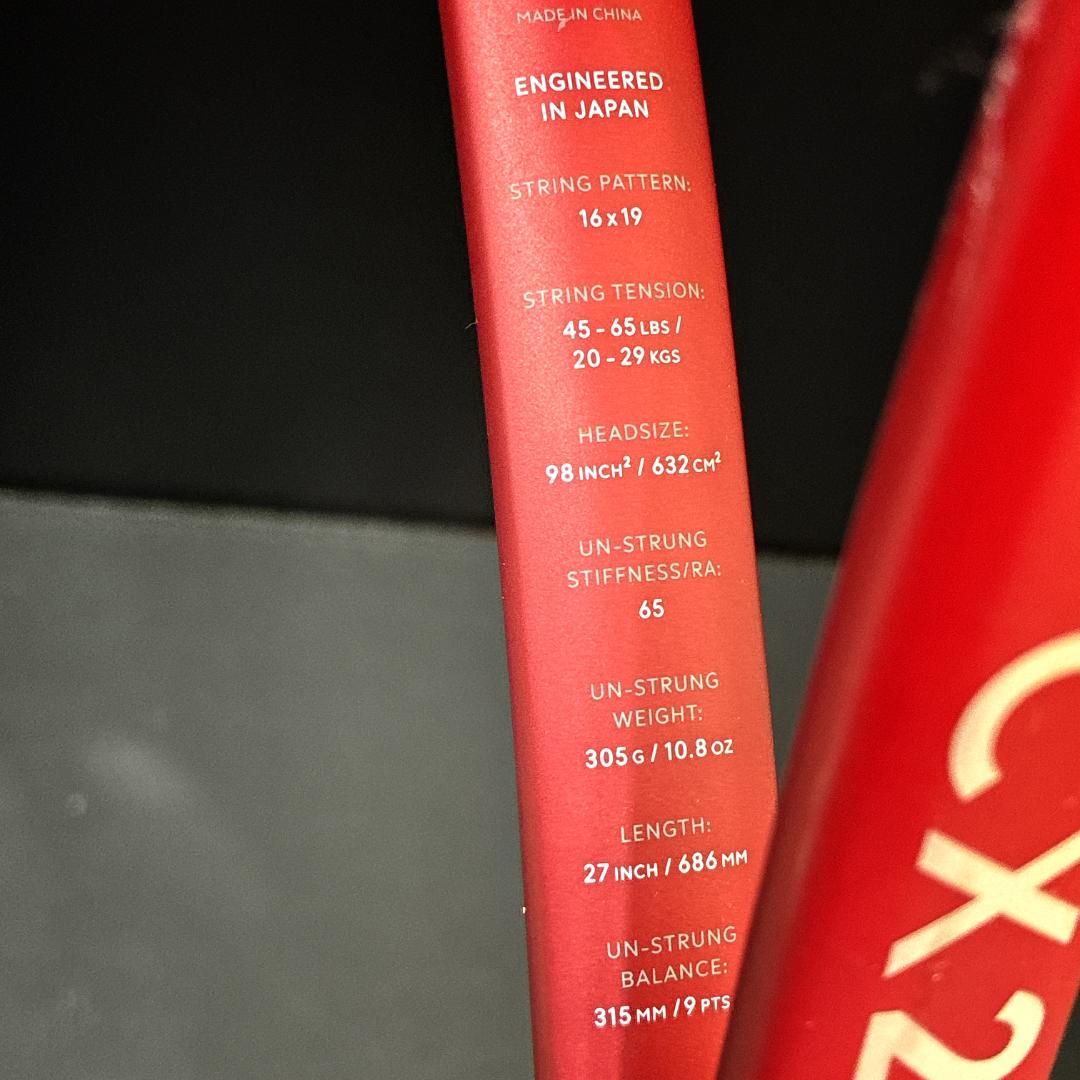 MADE IN CHINA
ENGINEERED
IN JAPAN
STRING PATTERN:
16x19
STRING TENSION:
45 - 65 LBS /
20 - 29 KGS
HEADSIZE:
98 INCH² / 632 CM²
UN-STRUNG
STIFFNESS/RA:
65
UN-STRUNG
WEIGHT:
305 G / 10.8 OZ
LENGTH:
27 INCH / 686 MM
UN-STRUNG
BALANCE:
315 MM / 9 PTS
CX2